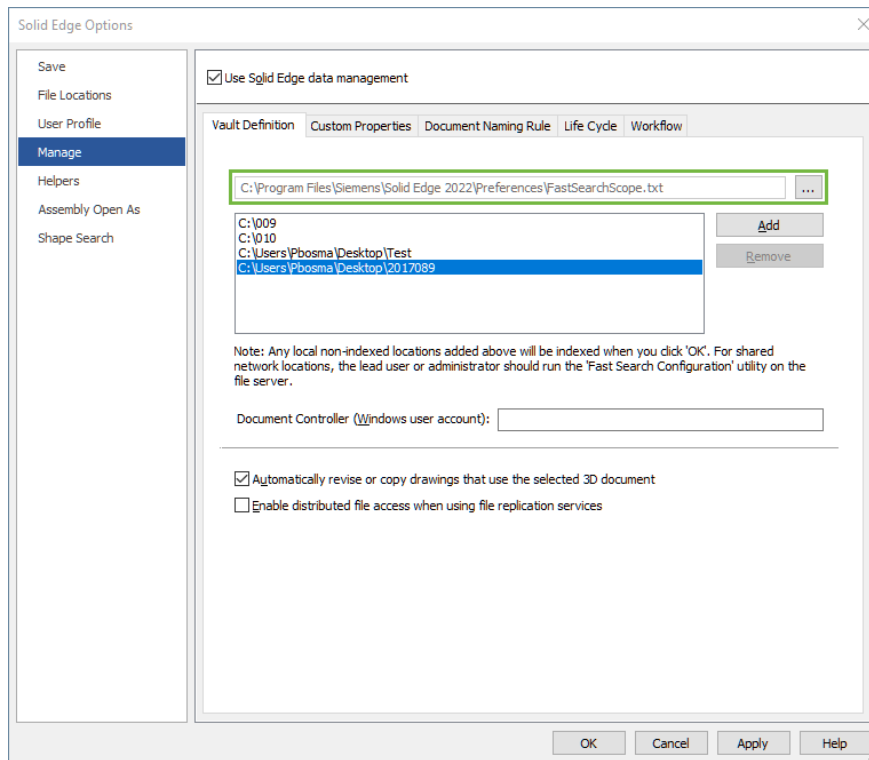 Solid Edge Options
Save
File Locations
User Profile
Manage
Helpers
Assembly Open As
Shape Search
Use Solid Edge data management
Vault Definition Custom Properties Document Naming Rule Life Cycle Workflow
C:\Program Files\Siemens\Solid Edge 2022\Preferences\FastSearchScope.txt ...
C:\009
C:\010
C:\Users\Pbosma\Desktop\Test
C:\Users\Pbosma\Desktop\2017089
Add
Remove
Note: Any local non-indexed locations added above will be indexed when you click 'OK'. For shared
network locations, the lead user or administrator should run the 'Fast Search Configuration' utility on the
file server.
Document Controller (Windows user account):
Automatically revise or copy drawings that use the selected 3D document
Enable distributed file access when using file replication services
OK Cancel Apply Help